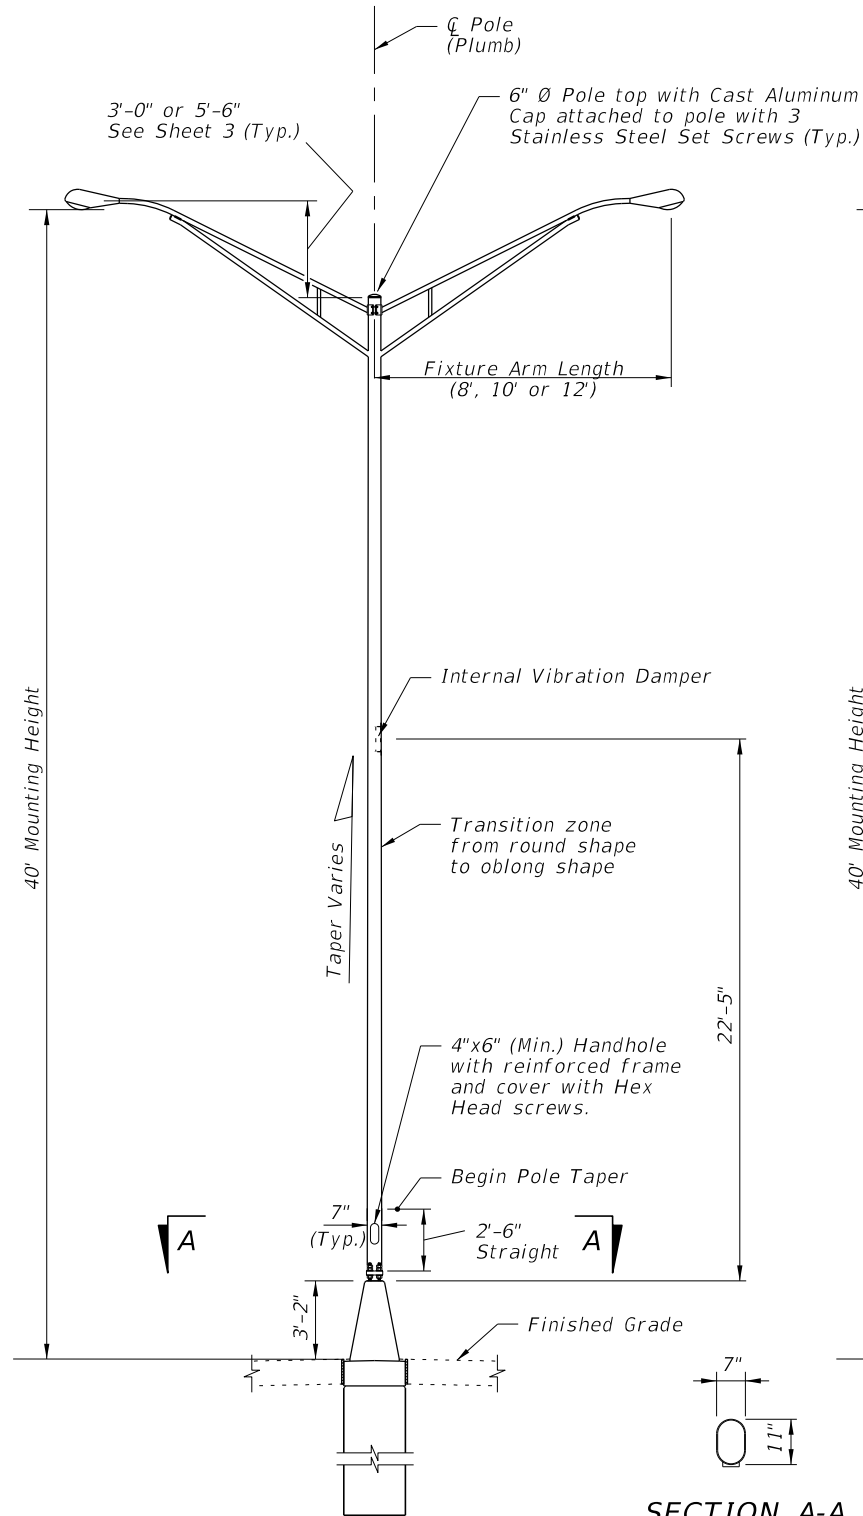 ℄ Pole
(Plumb)
6" Ø Pole top with Cast Aluminum
Cap attached to pole with 3
Stainless Steel Set Screws (Typ.)
3'-0" or 5'-6"
See Sheet 3 (Typ.)
Fixture Arm Length
(8', 10' or 12')
40' Mounting Height
40' Mounting Height
Internal Vibration Damper
Transition zone
from round shape
to oblong shape
Taper Varies
22'-5"
4"x6" (Min.) Handhole
with reinforced frame
and cover with Hex
Head screws.
Begin Pole Taper
7"
(Typ.)
2'-6"
Straight
A
A
3'-2"
Finished Grade
7"
11"
SECTION A-A